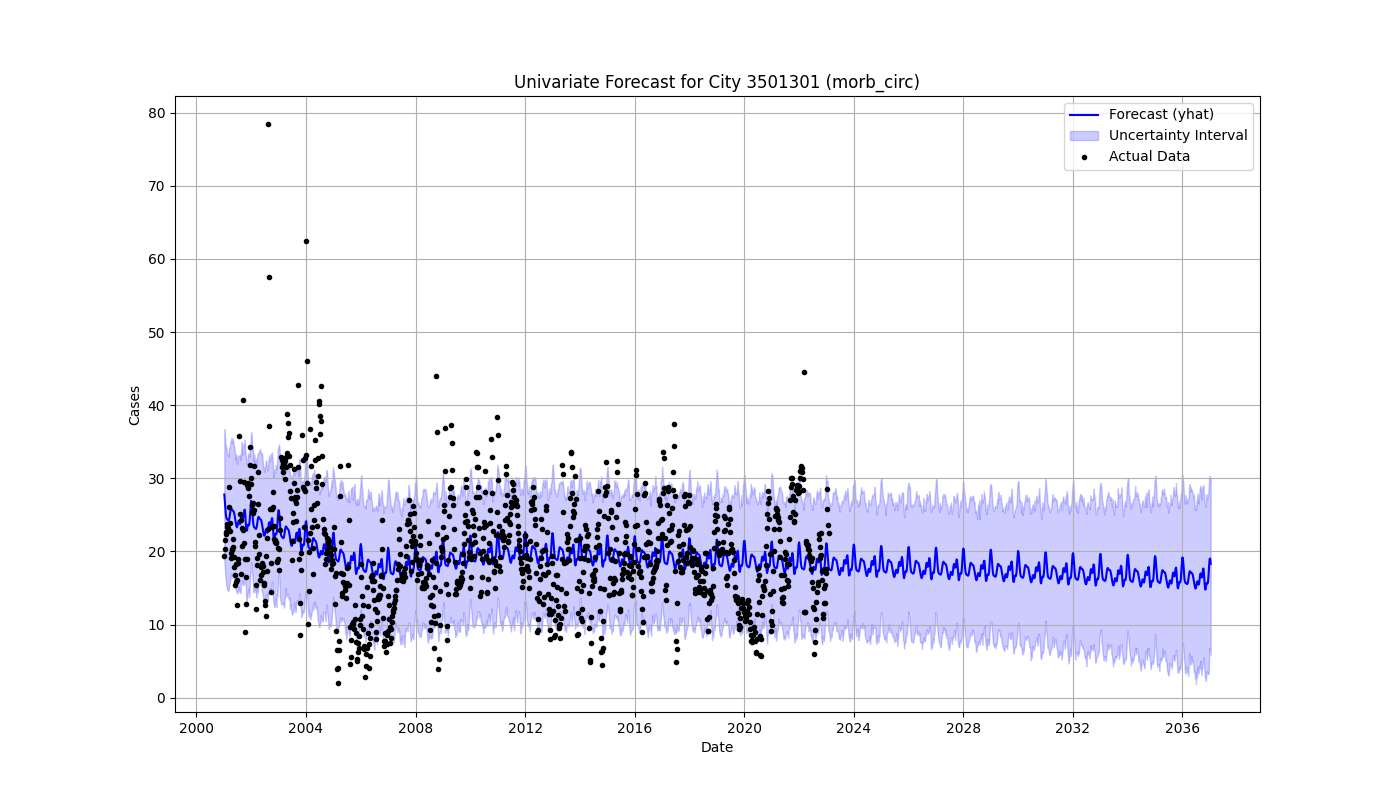 Univariate Forecast for City 3501301 (morb_circ)
Forecast (yhat)
Uncertainty Interval
Actual Data
Cases
80
70
60
50
40
30
20
10
0
2000 2004 2008 2012 2016 2020 2024 2028 2032 2036
Date